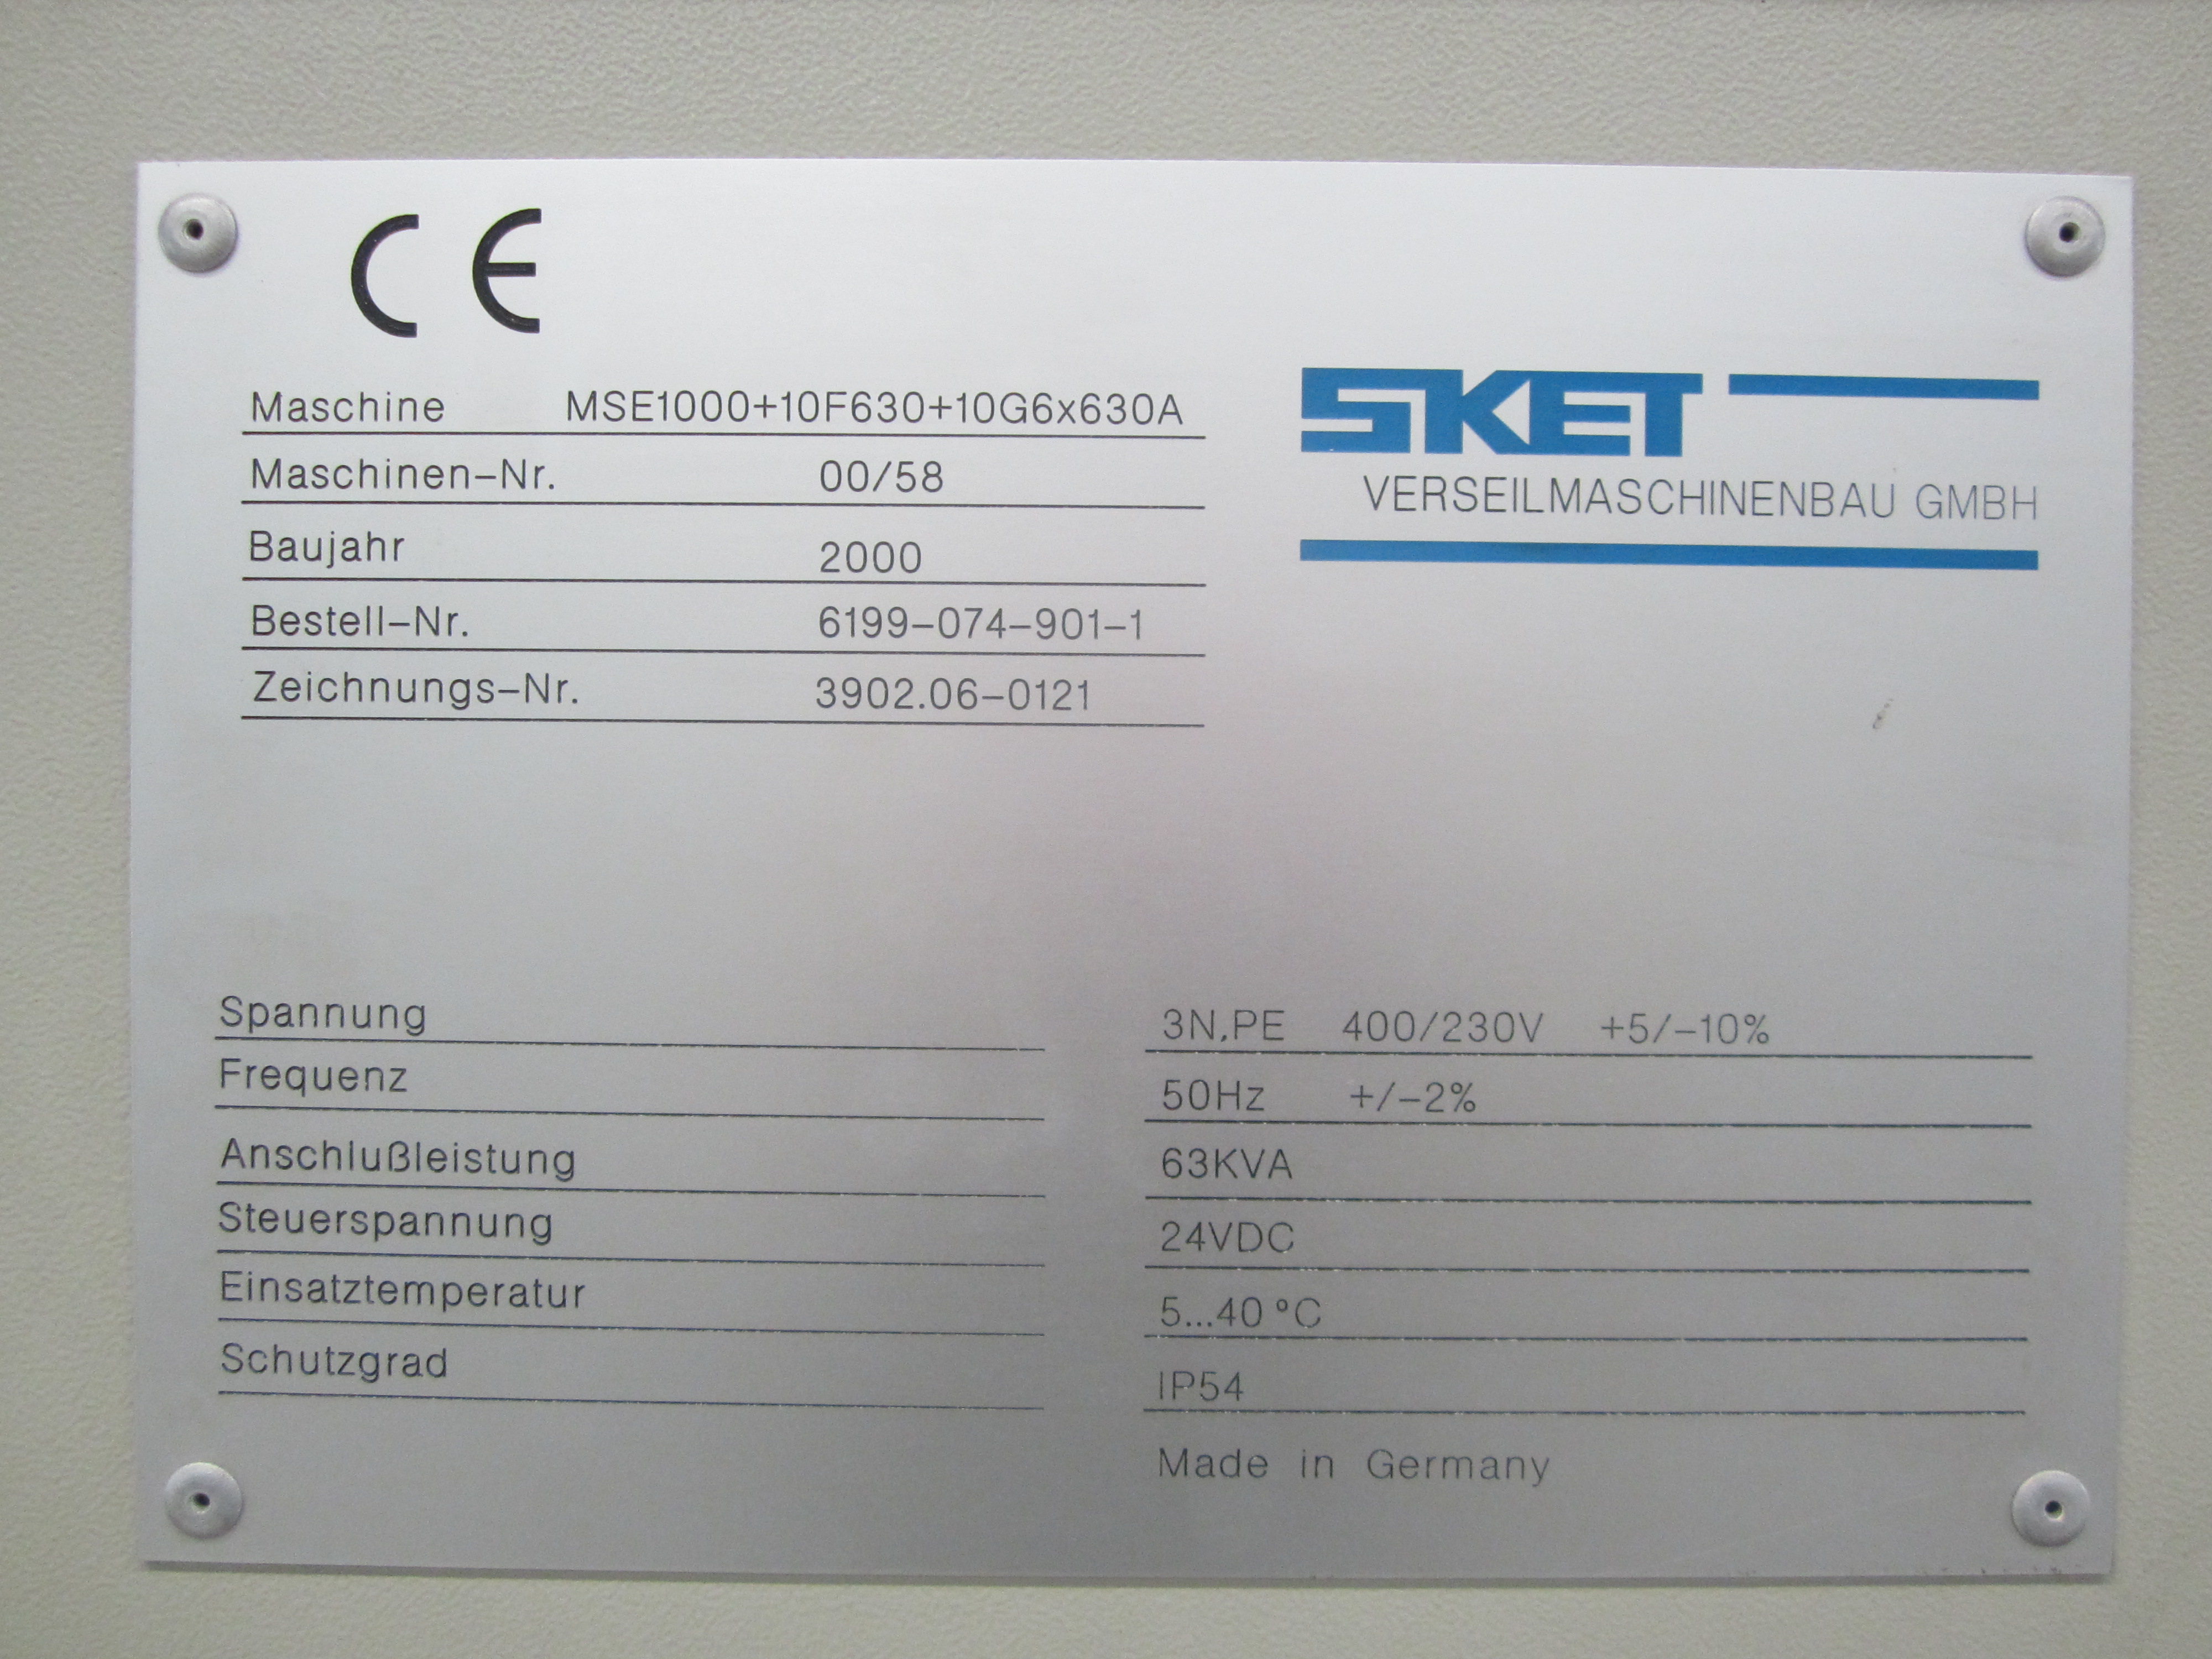 CE
Maschine MSE1000+10F630+10G6x630A
Maschinen-Nr. 00/58
Baujahr 2000
Bestell-Nr. 6199-074-901-1
Zeichnungs-Nr. 3902.06-0121
SKET
VERSEILMASCHINENBAU GMBH
Spannung 3N,PE 400/230V +5/-10%
Frequenz 50Hz +/-2%
Anschlußleistung 63KVA
Steuerspannung 24VDC
Einsatztemperatur 5...40°C
Schutzgrad IP54
Made in Germany